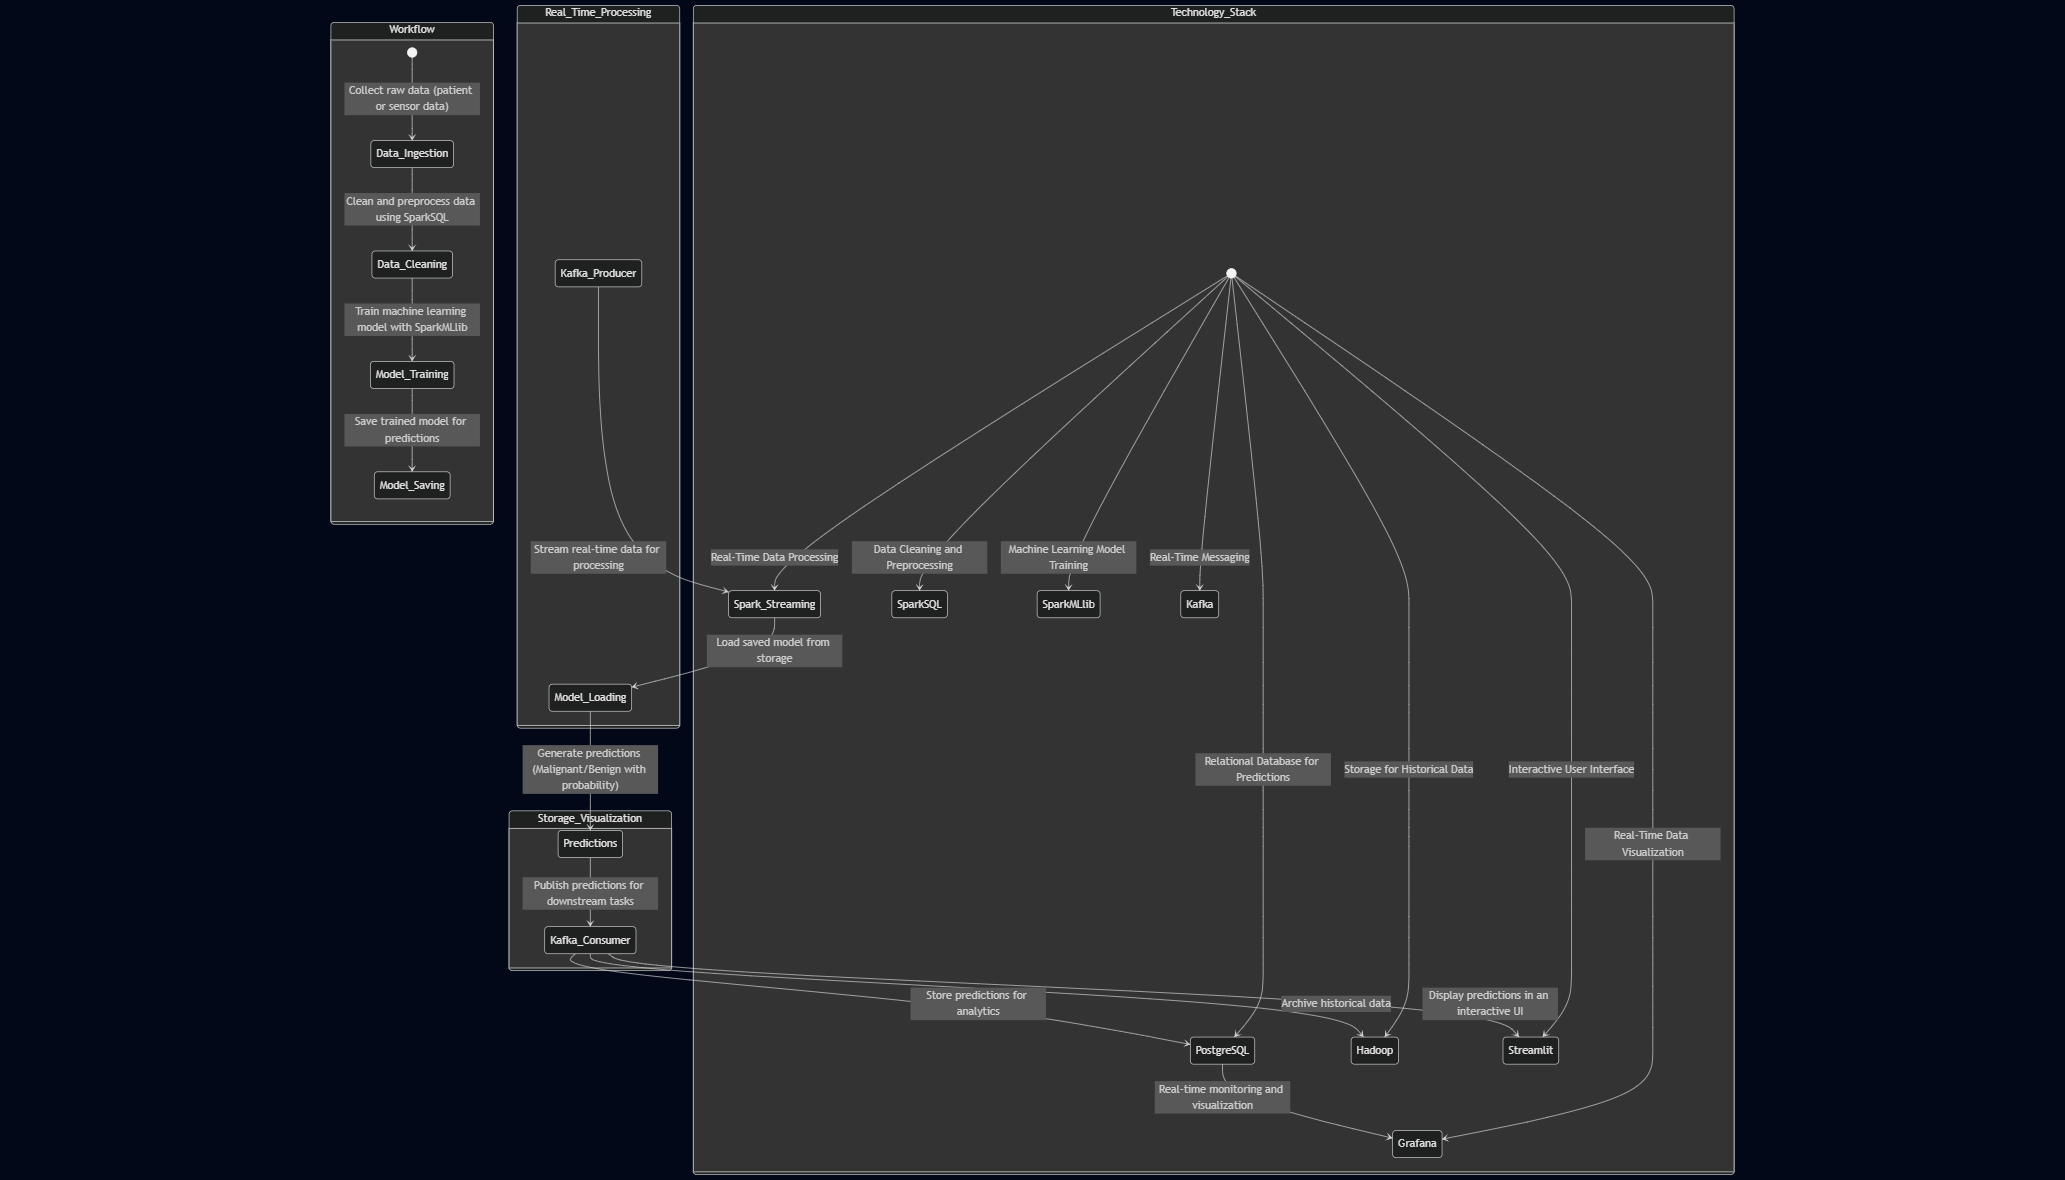 Workflow
Collect raw data (patient
or sensor data)
Data_Ingestion
Clean and preprocess data
using SparkSQL
Data_Cleaning
Train machine learning
model with SparkMLlib
Model_Training
Save trained model for
predictions
Model_Saving
Real_Time_Processing
Kafka_Producer
Stream real-time data for
processing
Model_Loading
Generate predictions
(Malignant/Benign with
probability)
Storage_Visualization
Predictions
Publish predictions for
downstream tasks
Kafka_Consumer
Technology_Stack
Real-Time Data Processing
Data Cleaning and
Preprocessing
Machine Learning Model
Training
Real-Time Messaging
Spark_Streaming
SparkSQL
SparkMLlib
Kafka
Load saved model from
storage
Relational Database for
Predictions
Storage for Historical Data
Interactive User Interface
Real-Time Data
Visualization
Store predictions for
analytics
Archive historical data
Display predictions in an
interactive UI
PostgreSQL
Hadoop
Streamlit
Real-time monitoring and
visualization
Grafana